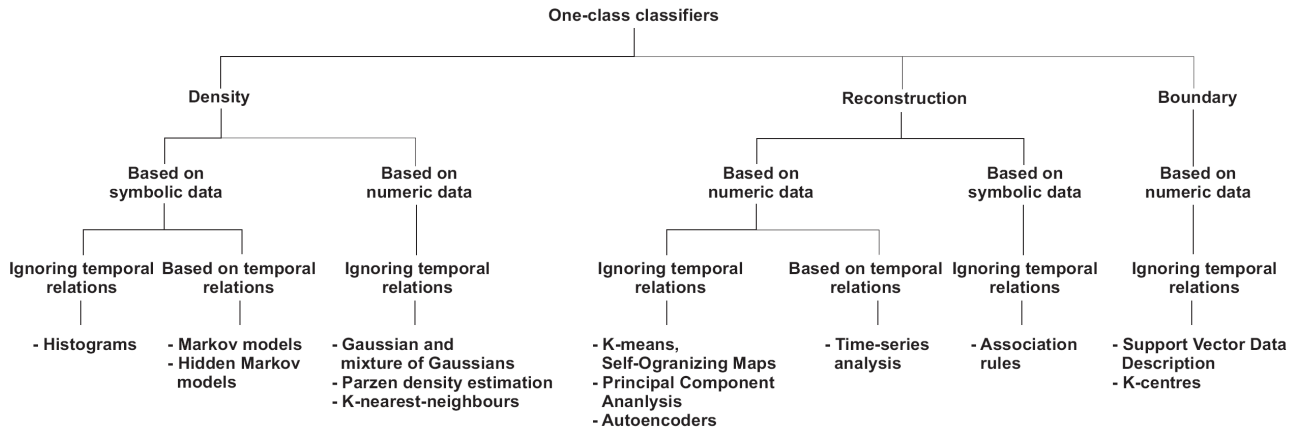 One-class classifiers
Density
Reconstruction
Boundary
Based on
symbolic data
Based on
numeric data
Based on
numeric data
Based on
symbolic data
Based on
numeric data
Ignoring temporal
relations
Based on temporal
relations
Ignoring temporal
relations
Ignoring temporal
relations
Based on temporal
relations
Ignoring temporal
relations
Ignoring temporal
relations
- Histograms
- Markov models
- Hidden Markov
models
- Gaussian and
mixture of Gaussians
- Parzen density estimation
- K-nearest-neighbours
- K-means,
Self-Ogranizing Maps
- Principal Component
Ananlysis
- Autoencoders
- Time-series
analysis
- Association
rules
- Support Vector Data
Description
- K-centres